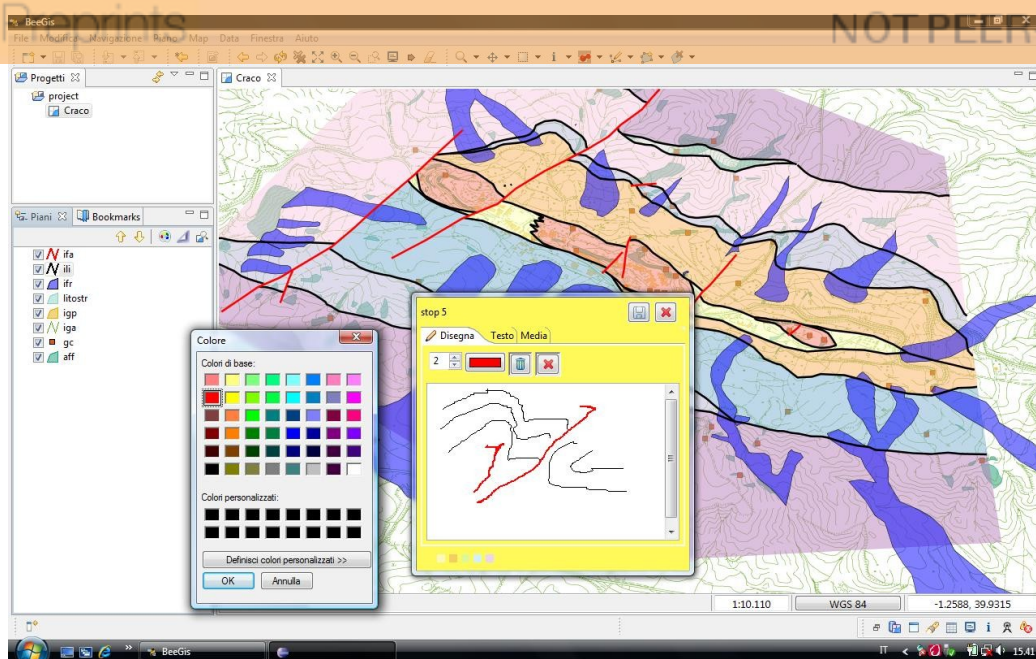 Preprints
NOT PEER
BeeGis
File Modifica Navigazione Piano Map Data Finestra Aiuto
Progetti
Craco
project
Craco
Piani Bookmarks
ifa
ili
ifr
litostr
igp
iga
gc
aff
stop 5
Disegna Testo Media
2
Colore
Colori di base:
Colori personalizzati:
Definisci colori personalizzati >>
OK Annulla
1:10.110 WGS 84 -1.2588, 39.9315
BeeGis
IT